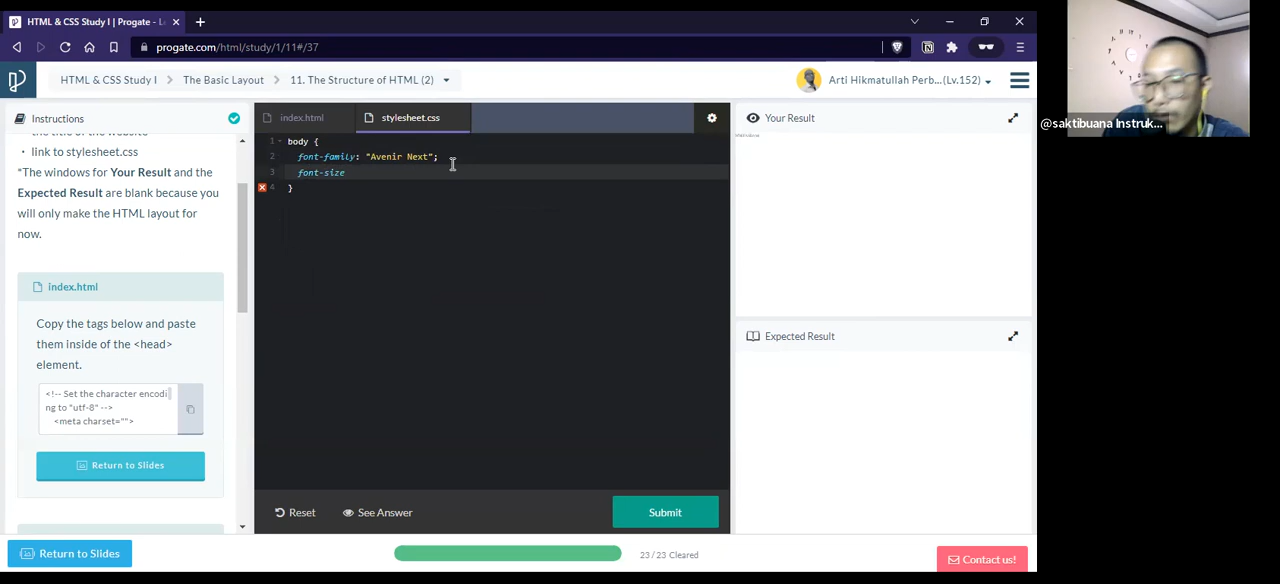 HTML & CSS Study I | Progate - L
progate.com/html/study/1/11#/37
HTML & CSS Study I
The Basic Layout
11. The Structure of HTML (2)
Arti Hikmatullah Perb...(Lv.152)
@saktibuana Instruk...
Instructions
the title of the website
• link to stylesheet.css
*The windows for Your Result and the
Expected Result are blank because you
will only make the HTML layout for
now.
index.html
Copy the tags below and paste
them inside of the <head>
element.
<!-- Set the character encodi
ng to "utf-8" -->
<meta charset="">
Return to Slides
index.html
stylesheet.css
1 body {
2 font-family: "Avenir Next";
3 font-size
4 }
Reset
See Answer
Submit
Your Result
Expected Result
Return to Slides
23/23 Cleared
Contact us!